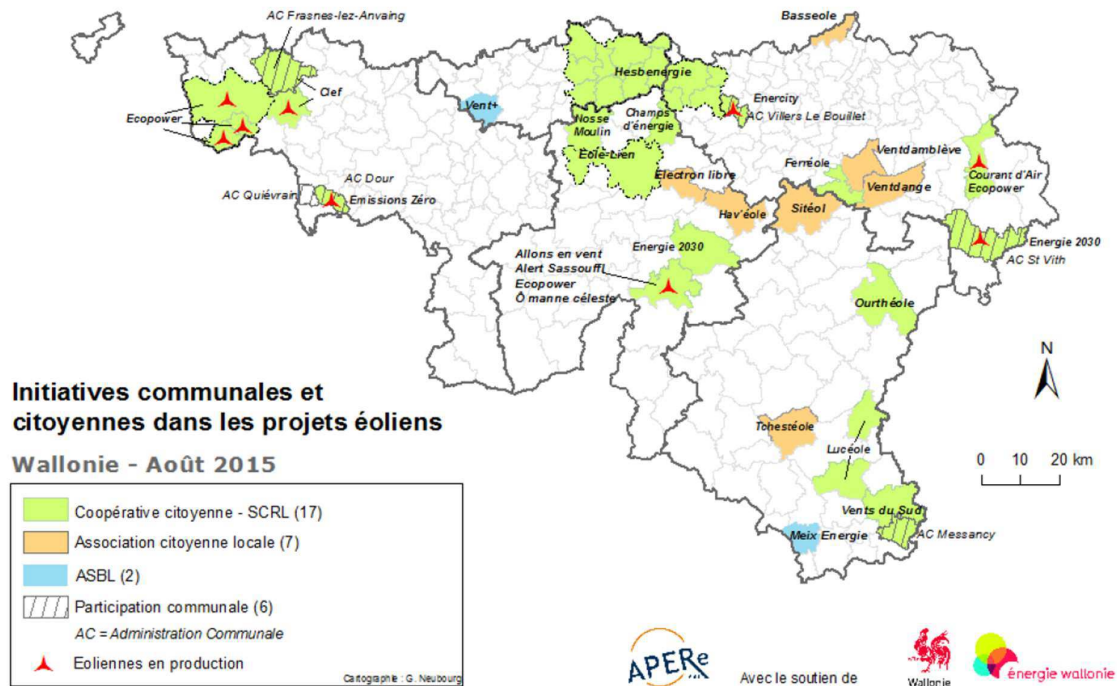 AC Frasnes-lez-Anvaing
Basseole
Clef
Hesbenergie
Ecopower
Vent+
Enercity
AC Villers Le Bouillet
Nosse
Moulin
Champs
d'énergie
Eole-Lien
Ventdamblève
Ferréole
AC Dour
AC Quiévrain
Emissions Zéro
Electron libre
Ventdange
Courant d'Air
Ecopower
Hav'éole
Sitéol
Energie 2030
Energie 2030
AC St Vith
Allons en vent
Alert Sassouffl
Ecopower
Ô manne céleste
Ourthéole
N
Initiatives communales et
citoyennes dans les projets éoliens
Wallonie - Août 2015
Tchestéole
Lucéole
0 10 20 km
Coopérative citoyenne - SCRL (17)
Vents du Sud
Association citoyenne locale (7)
Meix Energie
AC Messancy
ASBL (2)
Participation communale (6)
AC = Administration Communale
Eoliennes en production
Cartographie : G. Neubourg
APERe
Avec le soutien de
Wallonie
énergie wallonie